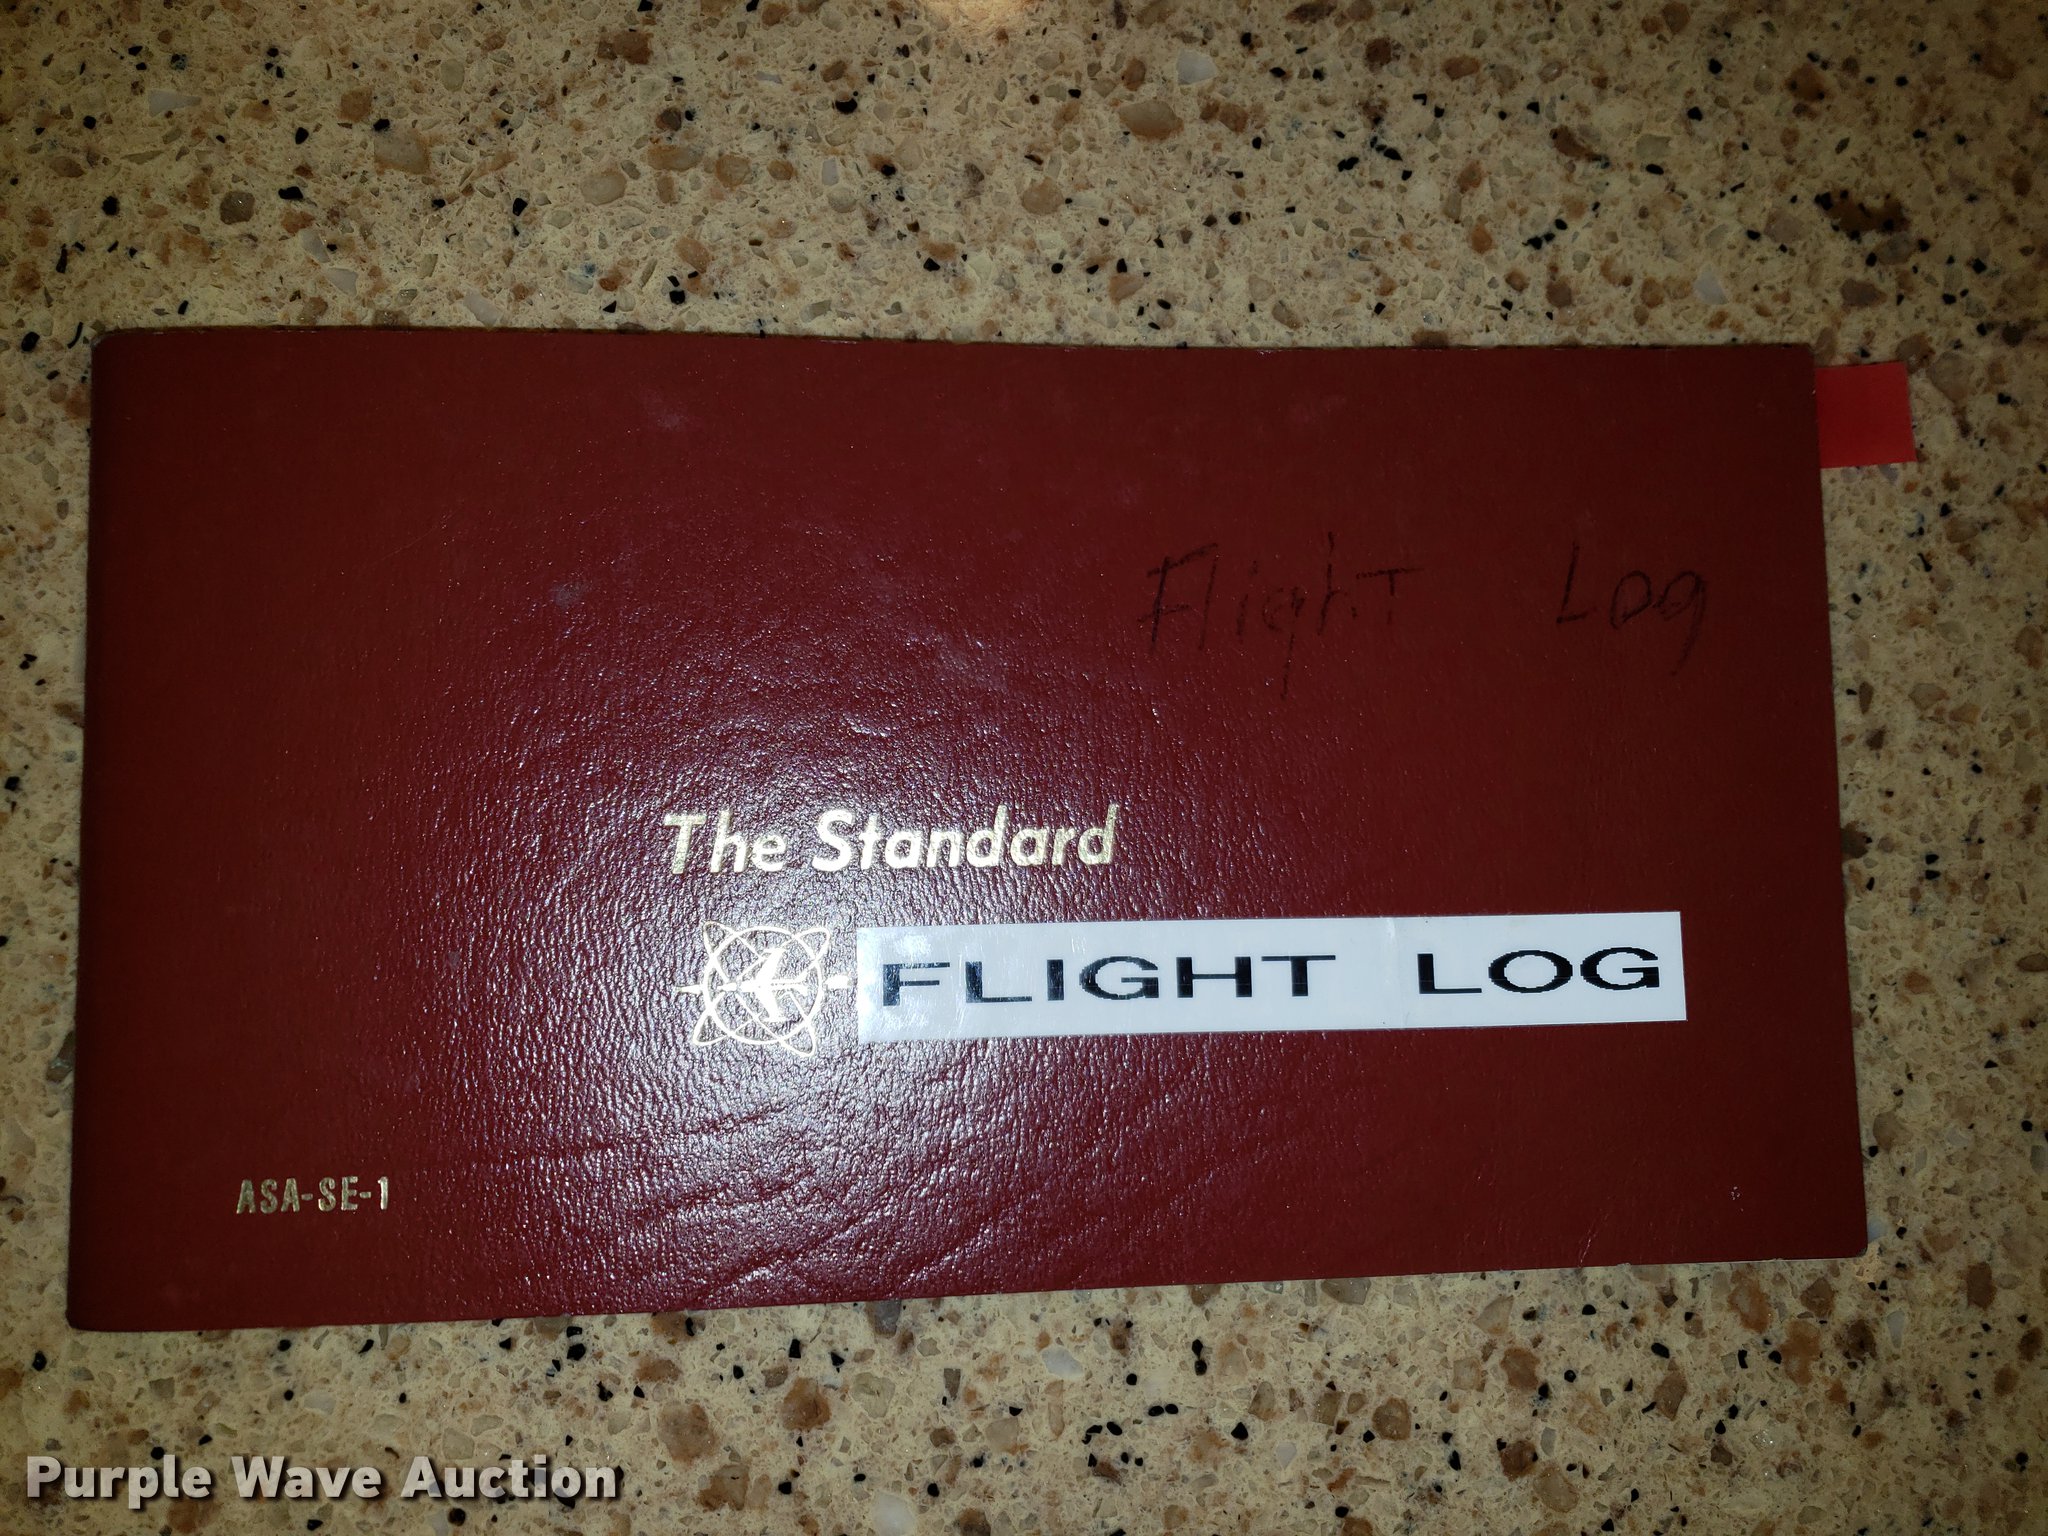 Flight Log
The Standard
FLIGHT LOG
ASA-SE-1
Purple Wave Auction